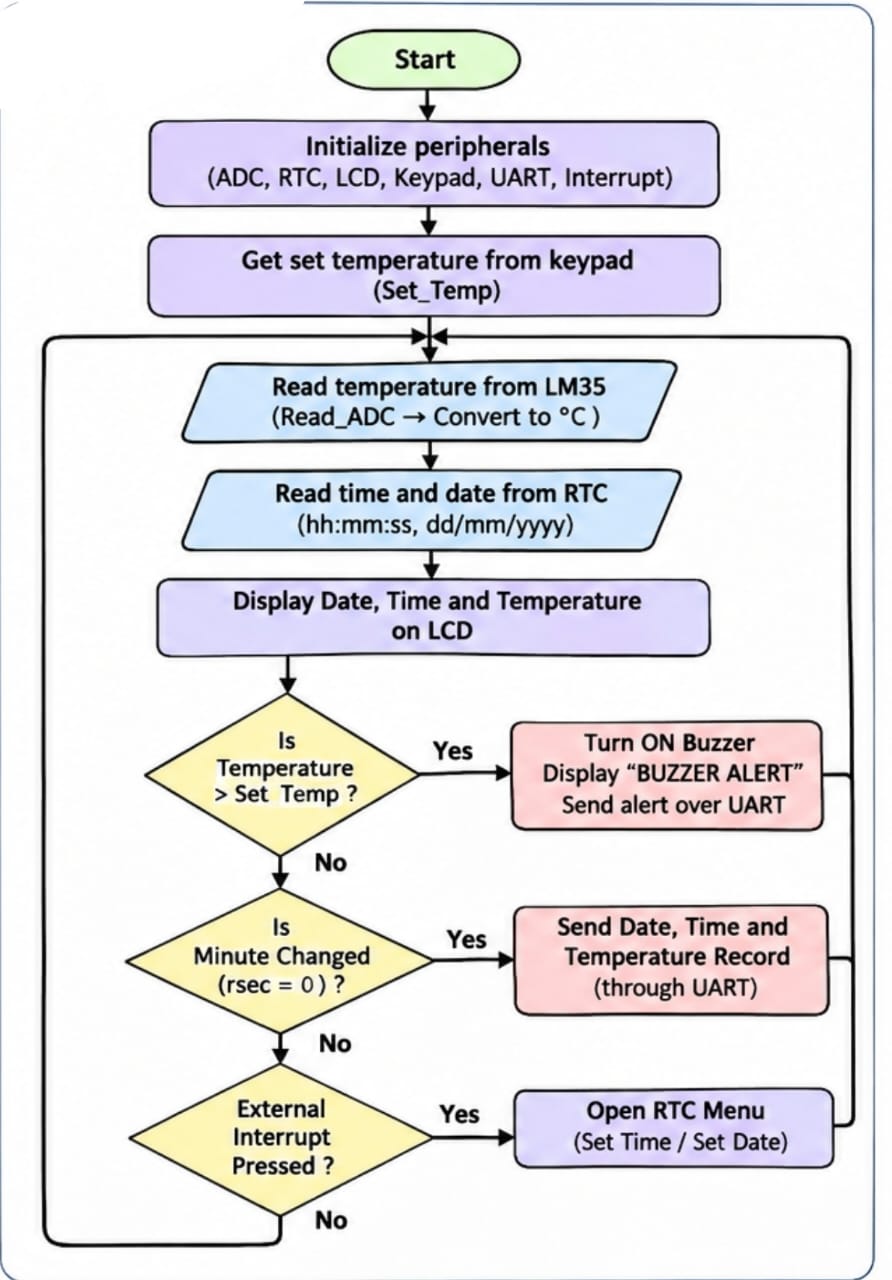 Start
Initialize peripherals
(ADC, RTC, LCD, Keypad, UART, Interrupt)
Get set temperature from keypad
(Set_Temp)
Read temperature from LM35
(Read_ADC → Convert to °C )
Read time and date from RTC
(hh:mm:ss, dd/mm/yyyy)
Display Date, Time and Temperature
on LCD
Is
Temperature
> Set Temp ?
Yes
Turn ON Buzzer
Display “BUZZER ALERT”
Send alert over UART
No
Is
Minute Changed
(rsec = 0) ?
Yes
Send Date, Time and
Temperature Record
(through UART)
No
External
Interrupt
Pressed ?
Yes
Open RTC Menu
(Set Time / Set Date)
No